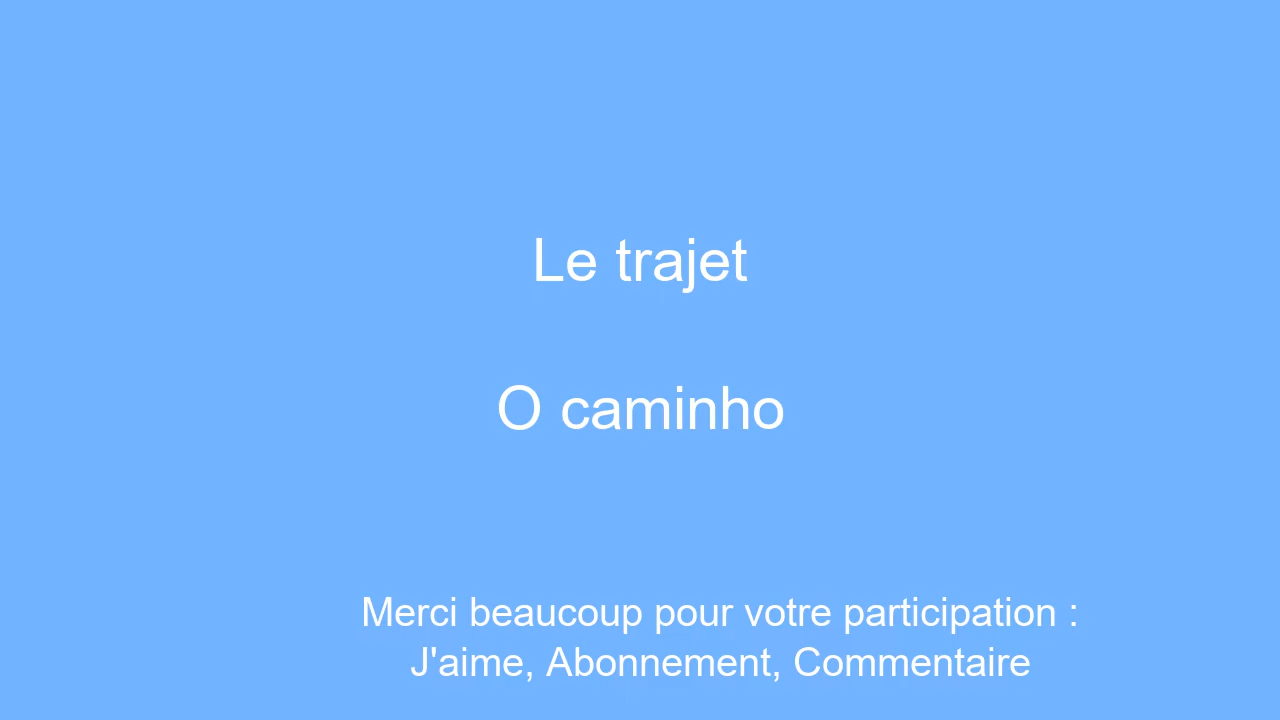 Le trajet
O caminho
Merci beaucoup pour votre participation :
J'aime, Abonnement, Commentaire